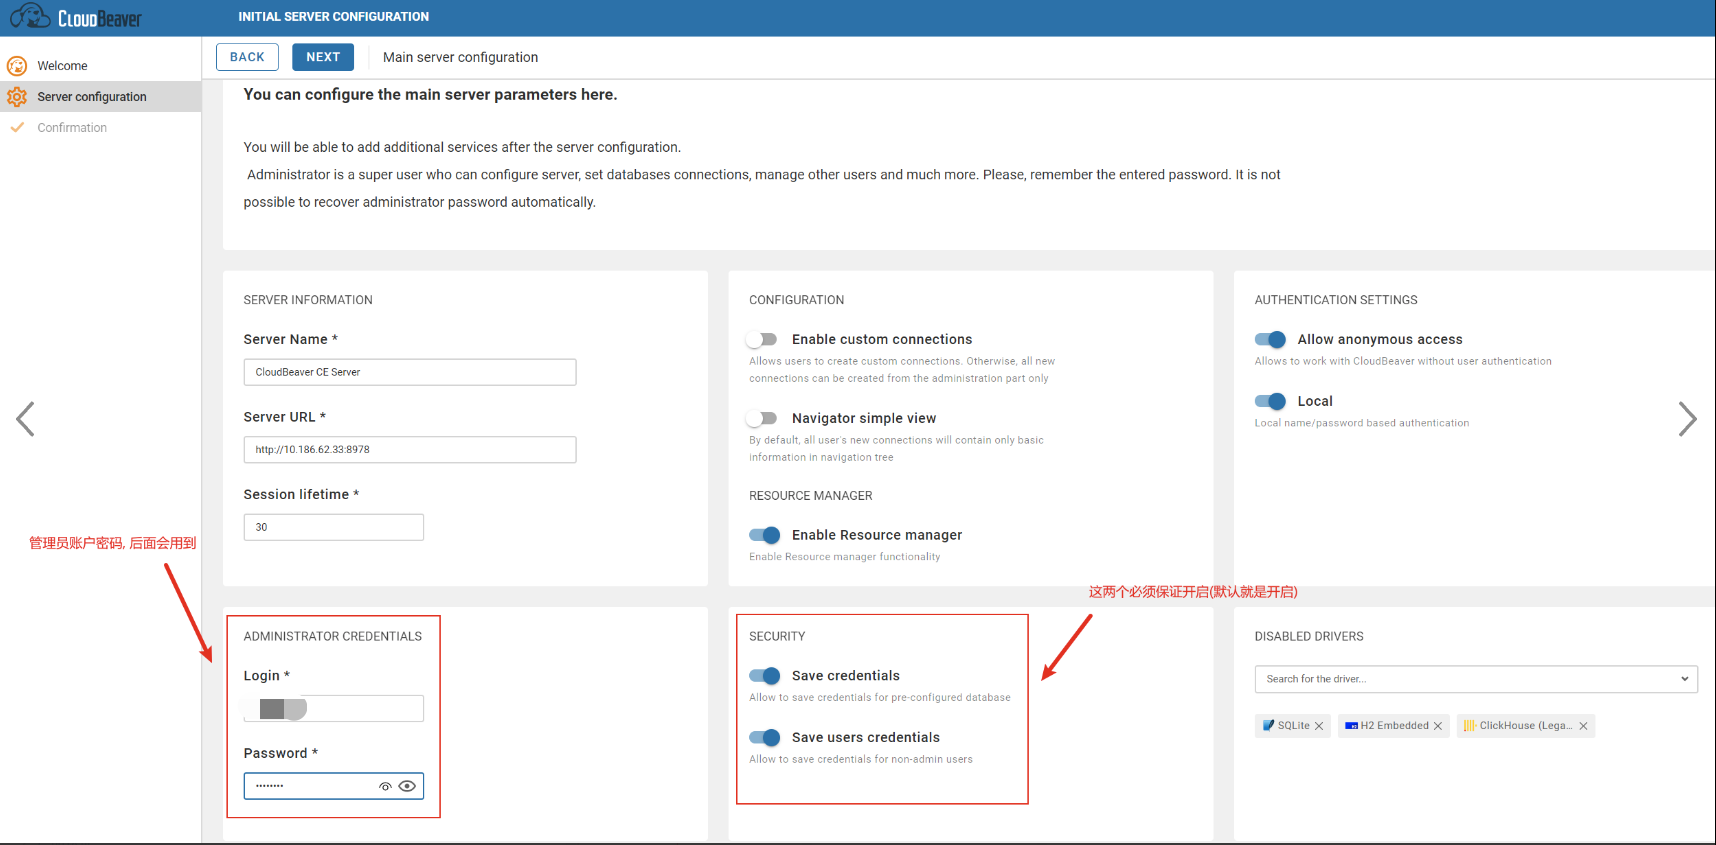 CloudBeaver
INITIAL SERVER CONFIGURATION
Welcome
Server configuration
Confirmation
BACK
NEXT
Main server configuration
You can configure the main server parameters here.
You will be able to add additional services after the server configuration.
Administrator is a super user who can configure server, set databases connections, manage other users and much more. Please, remember the entered password. It is not
possible to recover administrator password automatically.
SERVER INFORMATION
Server Name *
CloudBeaver CE Server
Server URL *
http://10.186.62.33:8978
Session lifetime *
30
CONFIGURATION
Enable custom connections
Allows users to create custom connections. Otherwise, all new
connections can be created from the administration part only
Navigator simple view
By default, all user's new connections will contain only basic
information in navigation tree
RESOURCE MANAGER
Enable Resource manager
Enable Resource manager functionality
AUTHENTICATION SETTINGS
Allow anonymous access
Allows to work with CloudBeaver without user authentication
Local
Local name/password based authentication
管理员账户密码, 后面会用到
这两个必须保证开启(默认就是开启)
ADMINISTRATOR CREDENTIALS
Login *
Password *
········
SECURITY
Save credentials
Allow to save credentials for pre-configured database
Save users credentials
Allow to save credentials for non-admin users
DISABLED DRIVERS
Search for the driver...
SQLite
H2 Embedded
ClickHouse (Lega...